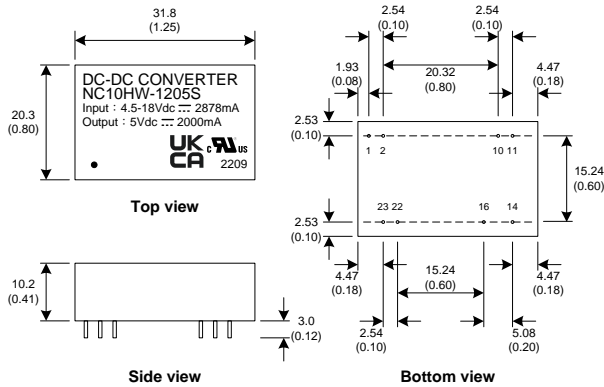 31.8
(1.25)
20.3
(0.80)
DC-DC CONVERTER
NC10HW-1205S
Input : 4.5-18Vdc ⎓ 2878mA
Output : 5Vdc ⎓ 2000mA
UK
CA
c RU US
2209
Top view
10.2
(0.41)
3.0
(0.12)
Side view
2.54
(0.10)
2.54
(0.10)
1.93
(0.08)
20.32
(0.80)
4.47
(0.18)
2.53
(0.10)
1 2 10 11
15.24
(0.60)
23 22 16 14
2.53
(0.10)
4.47
(0.18)
15.24
(0.60)
4.47
(0.18)
2.54
(0.10)
5.08
(0.20)
Bottom view